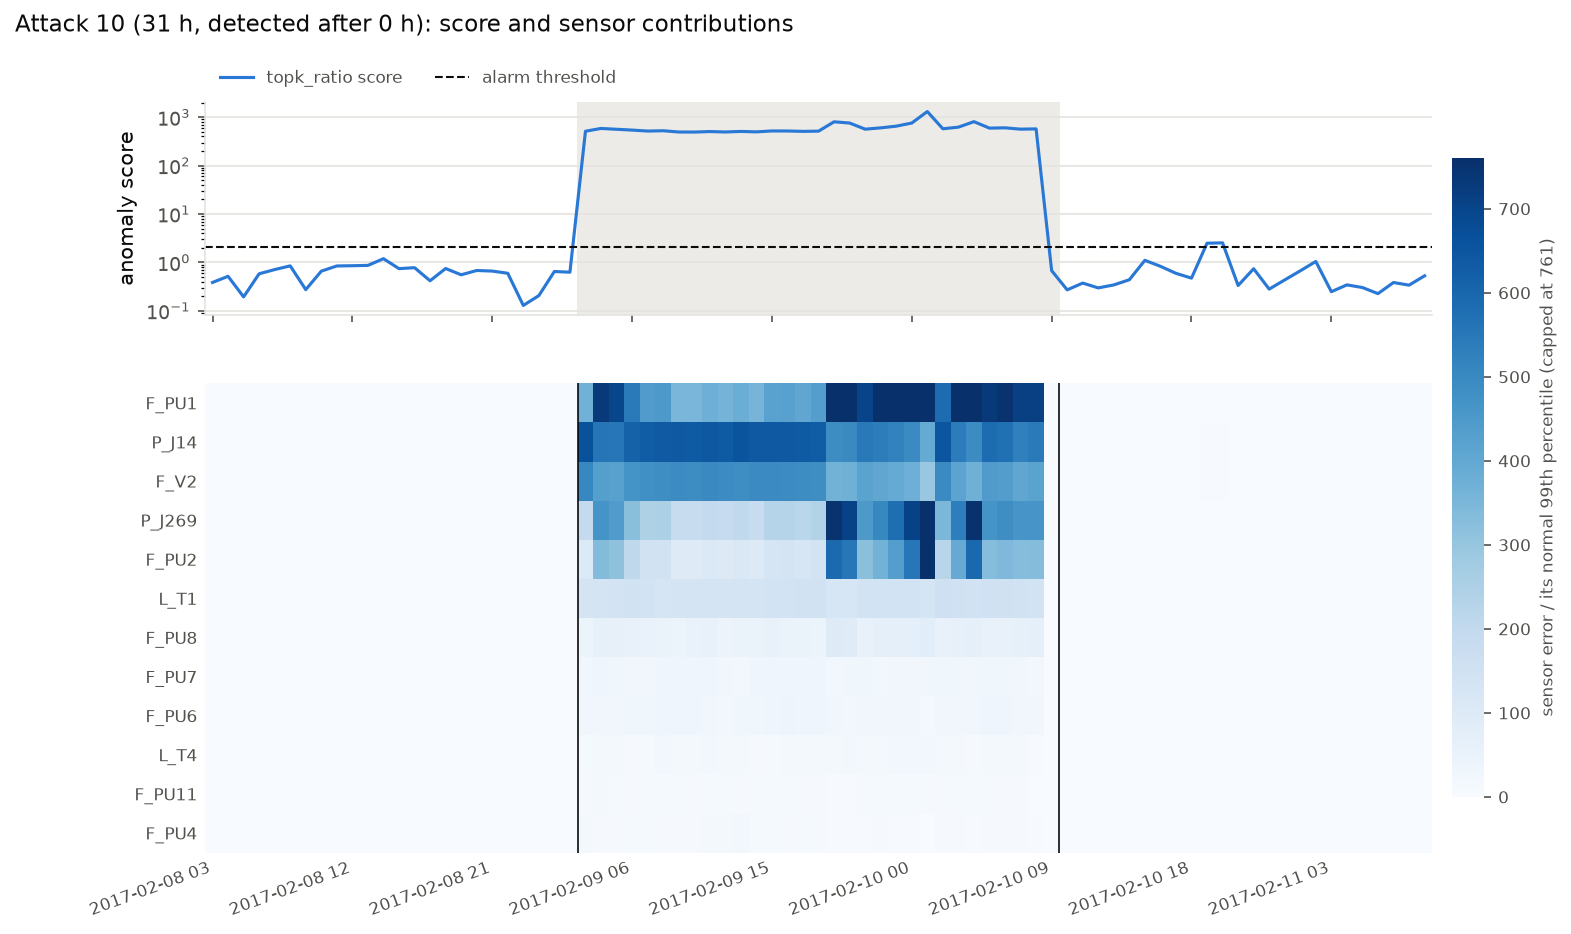 Attack 10 (31 h, detected after 0 h): score and sensor contributions
topk_ratio score
alarm threshold
anomaly score
10³
10²
10¹
10⁰
10⁻¹
F_PU1
P_J14
F_V2
P_J269
F_PU2
L_T1
F_PU8
F_PU7
F_PU6
L_T4
F_PU11
F_PU4
2017-02-08 03
2017-02-08 12
2017-02-08 21
2017-02-09 06
2017-02-09 15
2017-02-10 00
2017-02-10 09
2017-02-10 18
2017-02-11 03
700
600
500
400
300
200
100
0
sensor error / its normal 99th percentile (capped at 761)